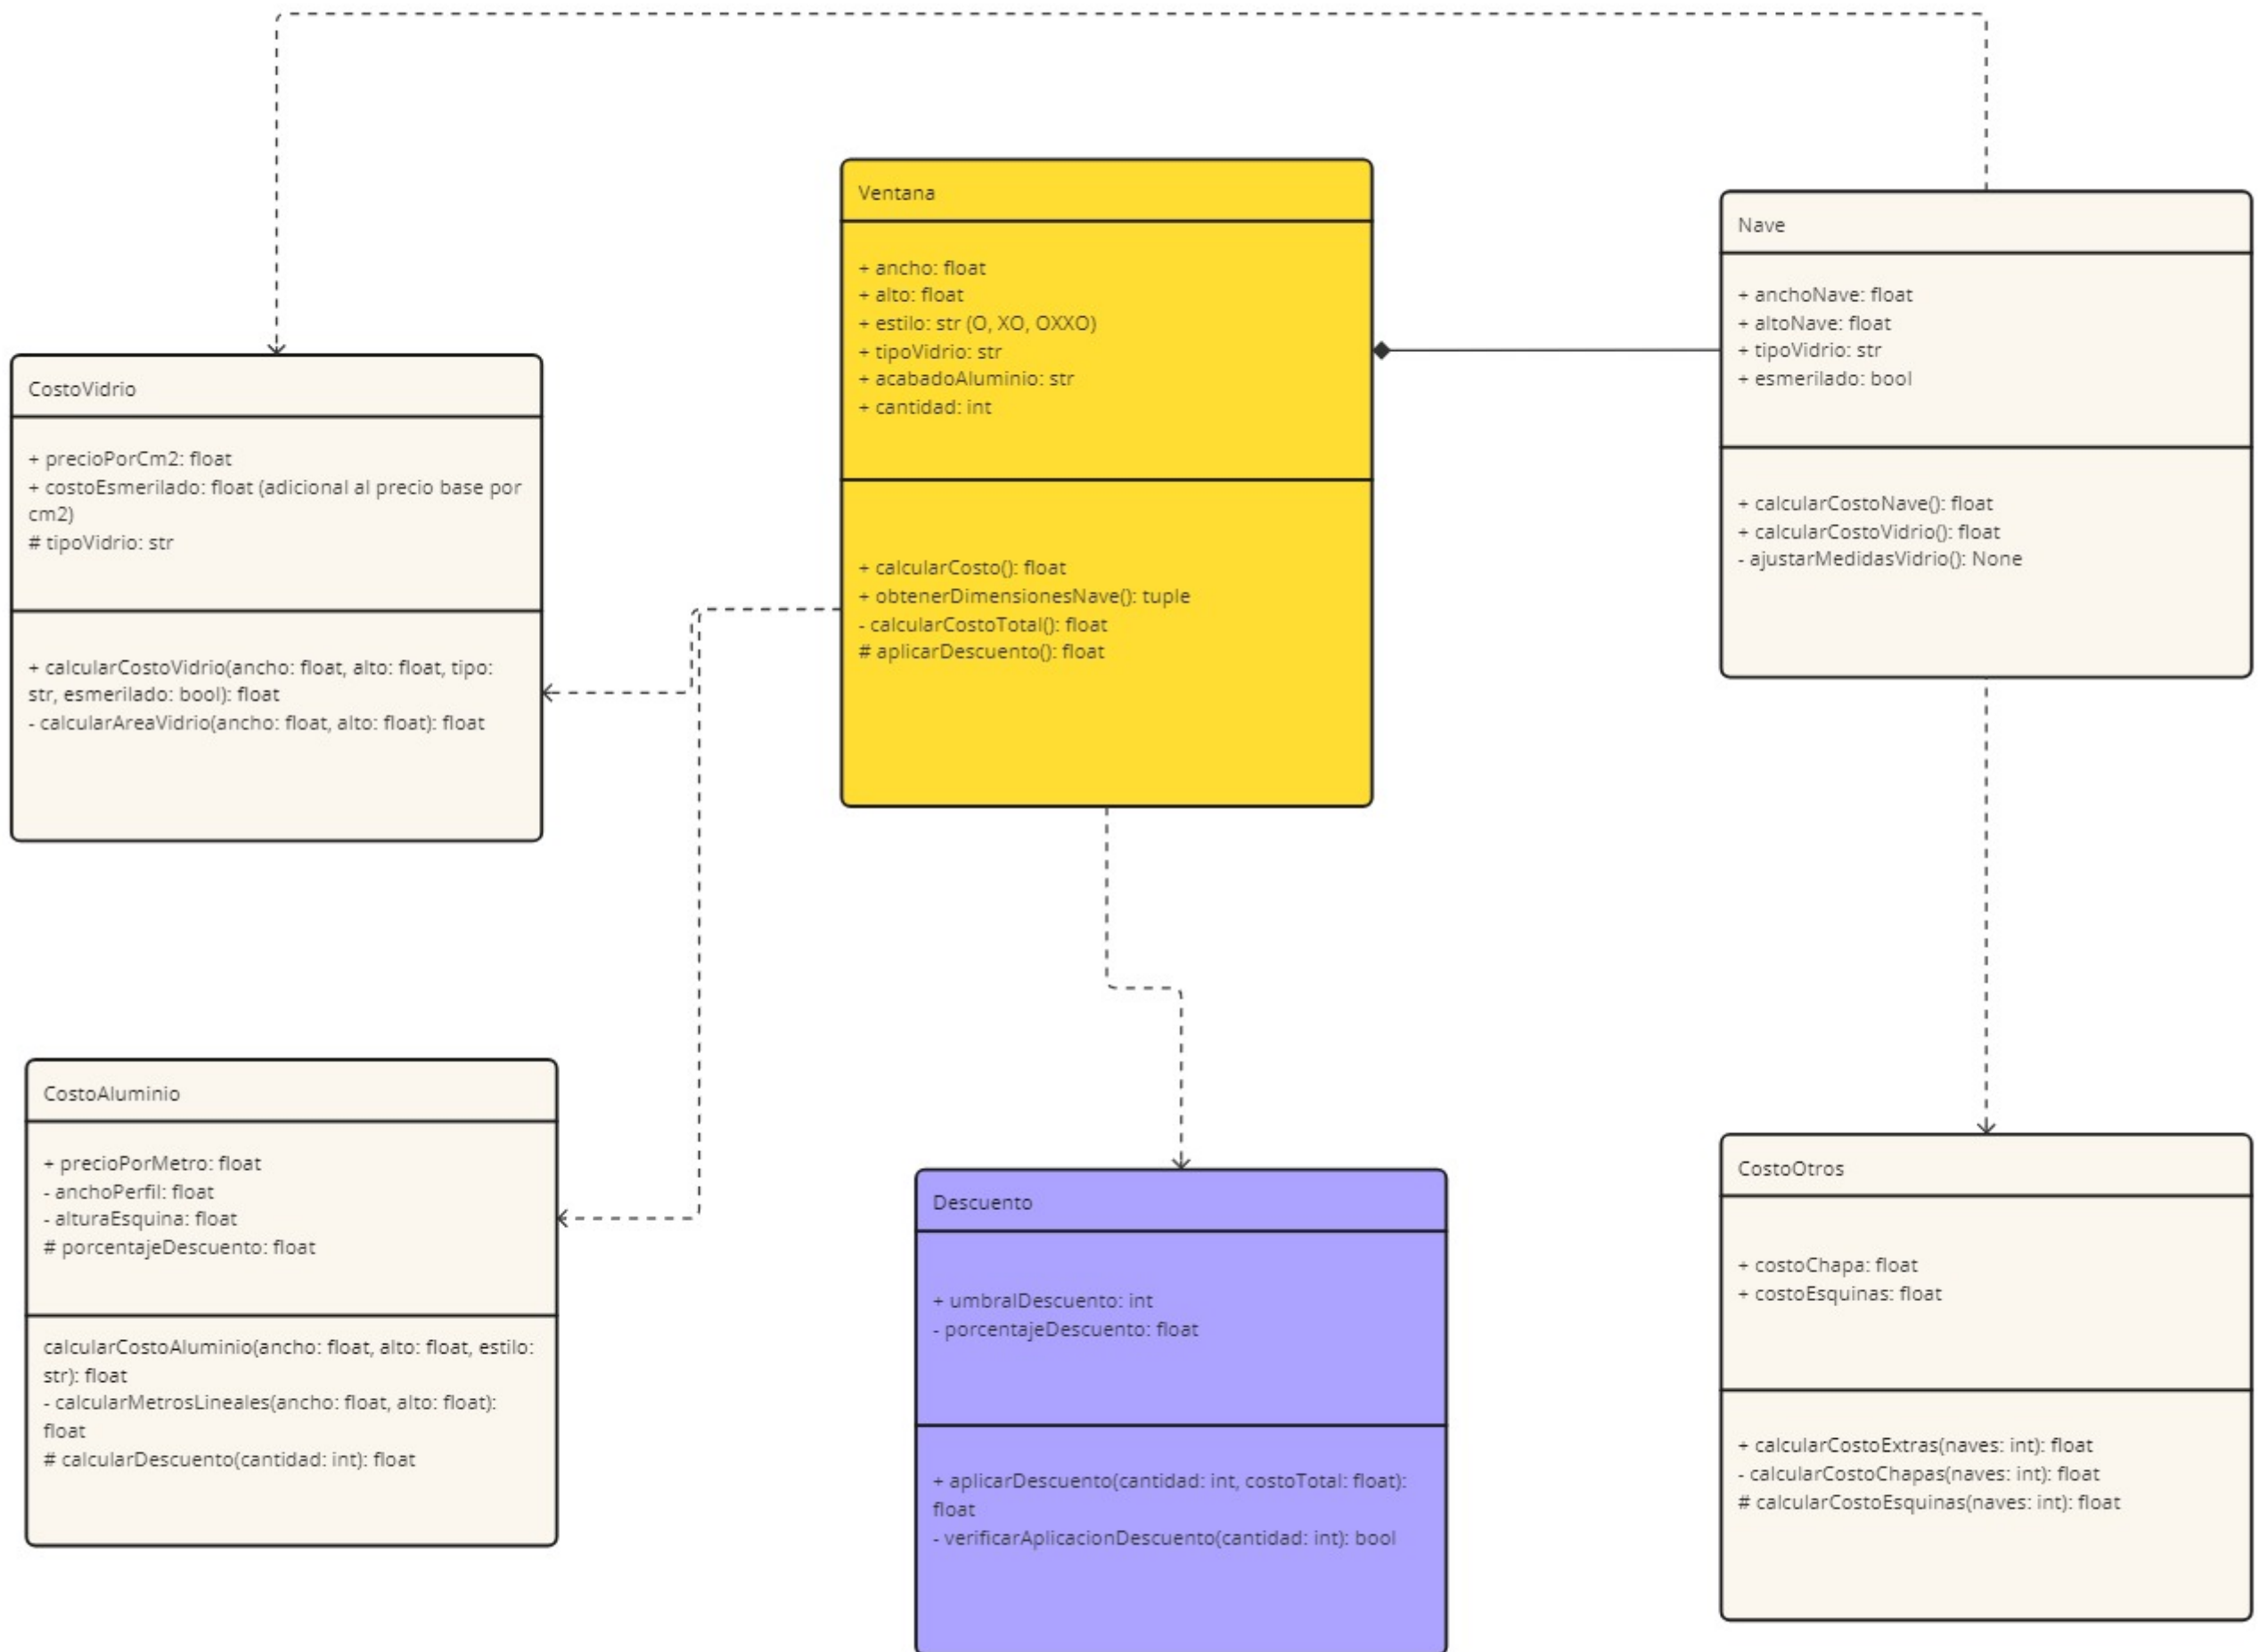 Ventana
+ ancho: float
+ alto: float
+ estilo: str (O, XO, OXXO)
+ tipoVidrio: str
+ acabadoAluminio: str
+ cantidad: int
+ calcularCosto(): float
+ obtenerDimensionesNave(): tuple
- calcularCostoTotal(): float
# aplicarDescuento(): float
Nave
+ anchoNave: float
+ altoNave: float
+ tipoVidrio: str
+ esmerilado: bool
+ calcularCostoNave(): float
+ calcularCostoVidrio(): float
- ajustarMedidasVidrio(): None
CostoVidrio
+ precioPorCm2: float
+ costoEsmerilado: float (adicional al precio base por
cm2)
# tipoVidrio: str
+ calcularCostoVidrio(ancho: float, alto: float, tipo:
str, esmerilado: bool): float
- calcularAreaVidrio(ancho: float, alto: float): float
CostoAluminio
+ precioPorMetro: float
- anchoPerfil: float
- alturaEsquina: float
# porcentajeDescuento: float
calcularCostoAluminio(ancho: float, alto: float, estilo:
str): float
- calcularMetrosLineales(ancho: float, alto: float):
float
# calcularDescuento(cantidad: int): float
Descuento
+ umbralDescuento: int
- porcentajeDescuento: float
+ aplicarDescuento(cantidad: int, costoTotal: float):
float
- verificarAplicacionDescuento(cantidad: int): bool
CostoOtros
+ costoChapa: float
+ costoEsquinas: float
+ calcularCostoExtras(naves: int): float
- calcularCostoChapas(naves: int): float
# calcularCostoEsquinas(naves: int): float